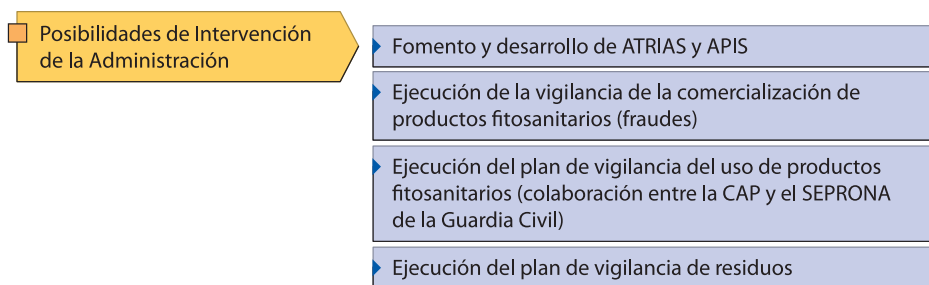 Posibilidades de Intervención
de la Administración
Fomento y desarrollo de ATRIAS y APIS
Ejecución de la vigilancia de la comercialización de
productos fitosanitarios (fraudes)
Ejecución del plan de vigilancia del uso de productos
fitosanitarios (colaboración entre la CAP y el SEPRONA
de la Guardia Civil)
Ejecución del plan de vigilancia de residuos